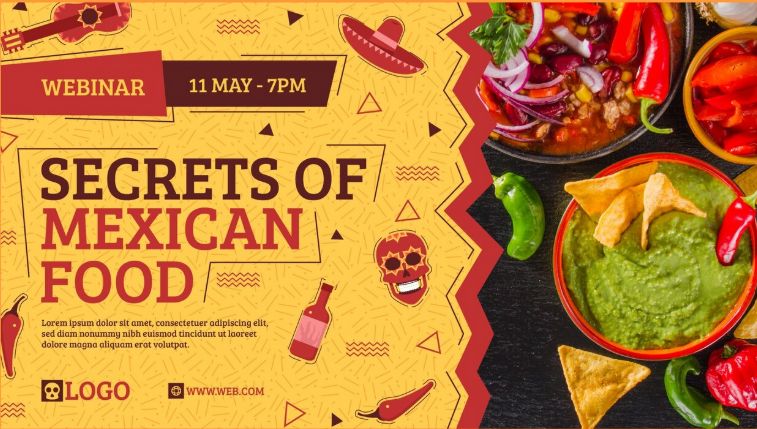 WEBINAR
11 MAY - 7PM
SECRETS OF
MEXICAN
FOOD
Lorem ipsum dolor sit amet, consectetuer adipiscing elit,
sed diam nonummy nibh euismod tincidunt ut laoreet
dolore magna aliquam erat volutpat.
LOGO
WWW.WEB.COM